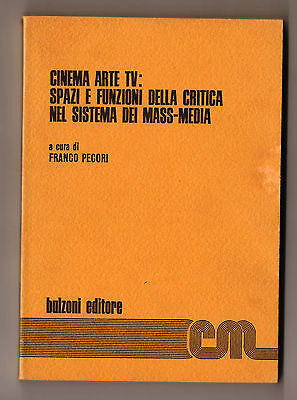 CINEMA ARTE TV:
SPAZI E FUNZIONI DELLA CRITICA
NEL SISTEMA DEI MASS-MEDIA
a cura di
FRANCO PECORI
bulzoni editore
cm